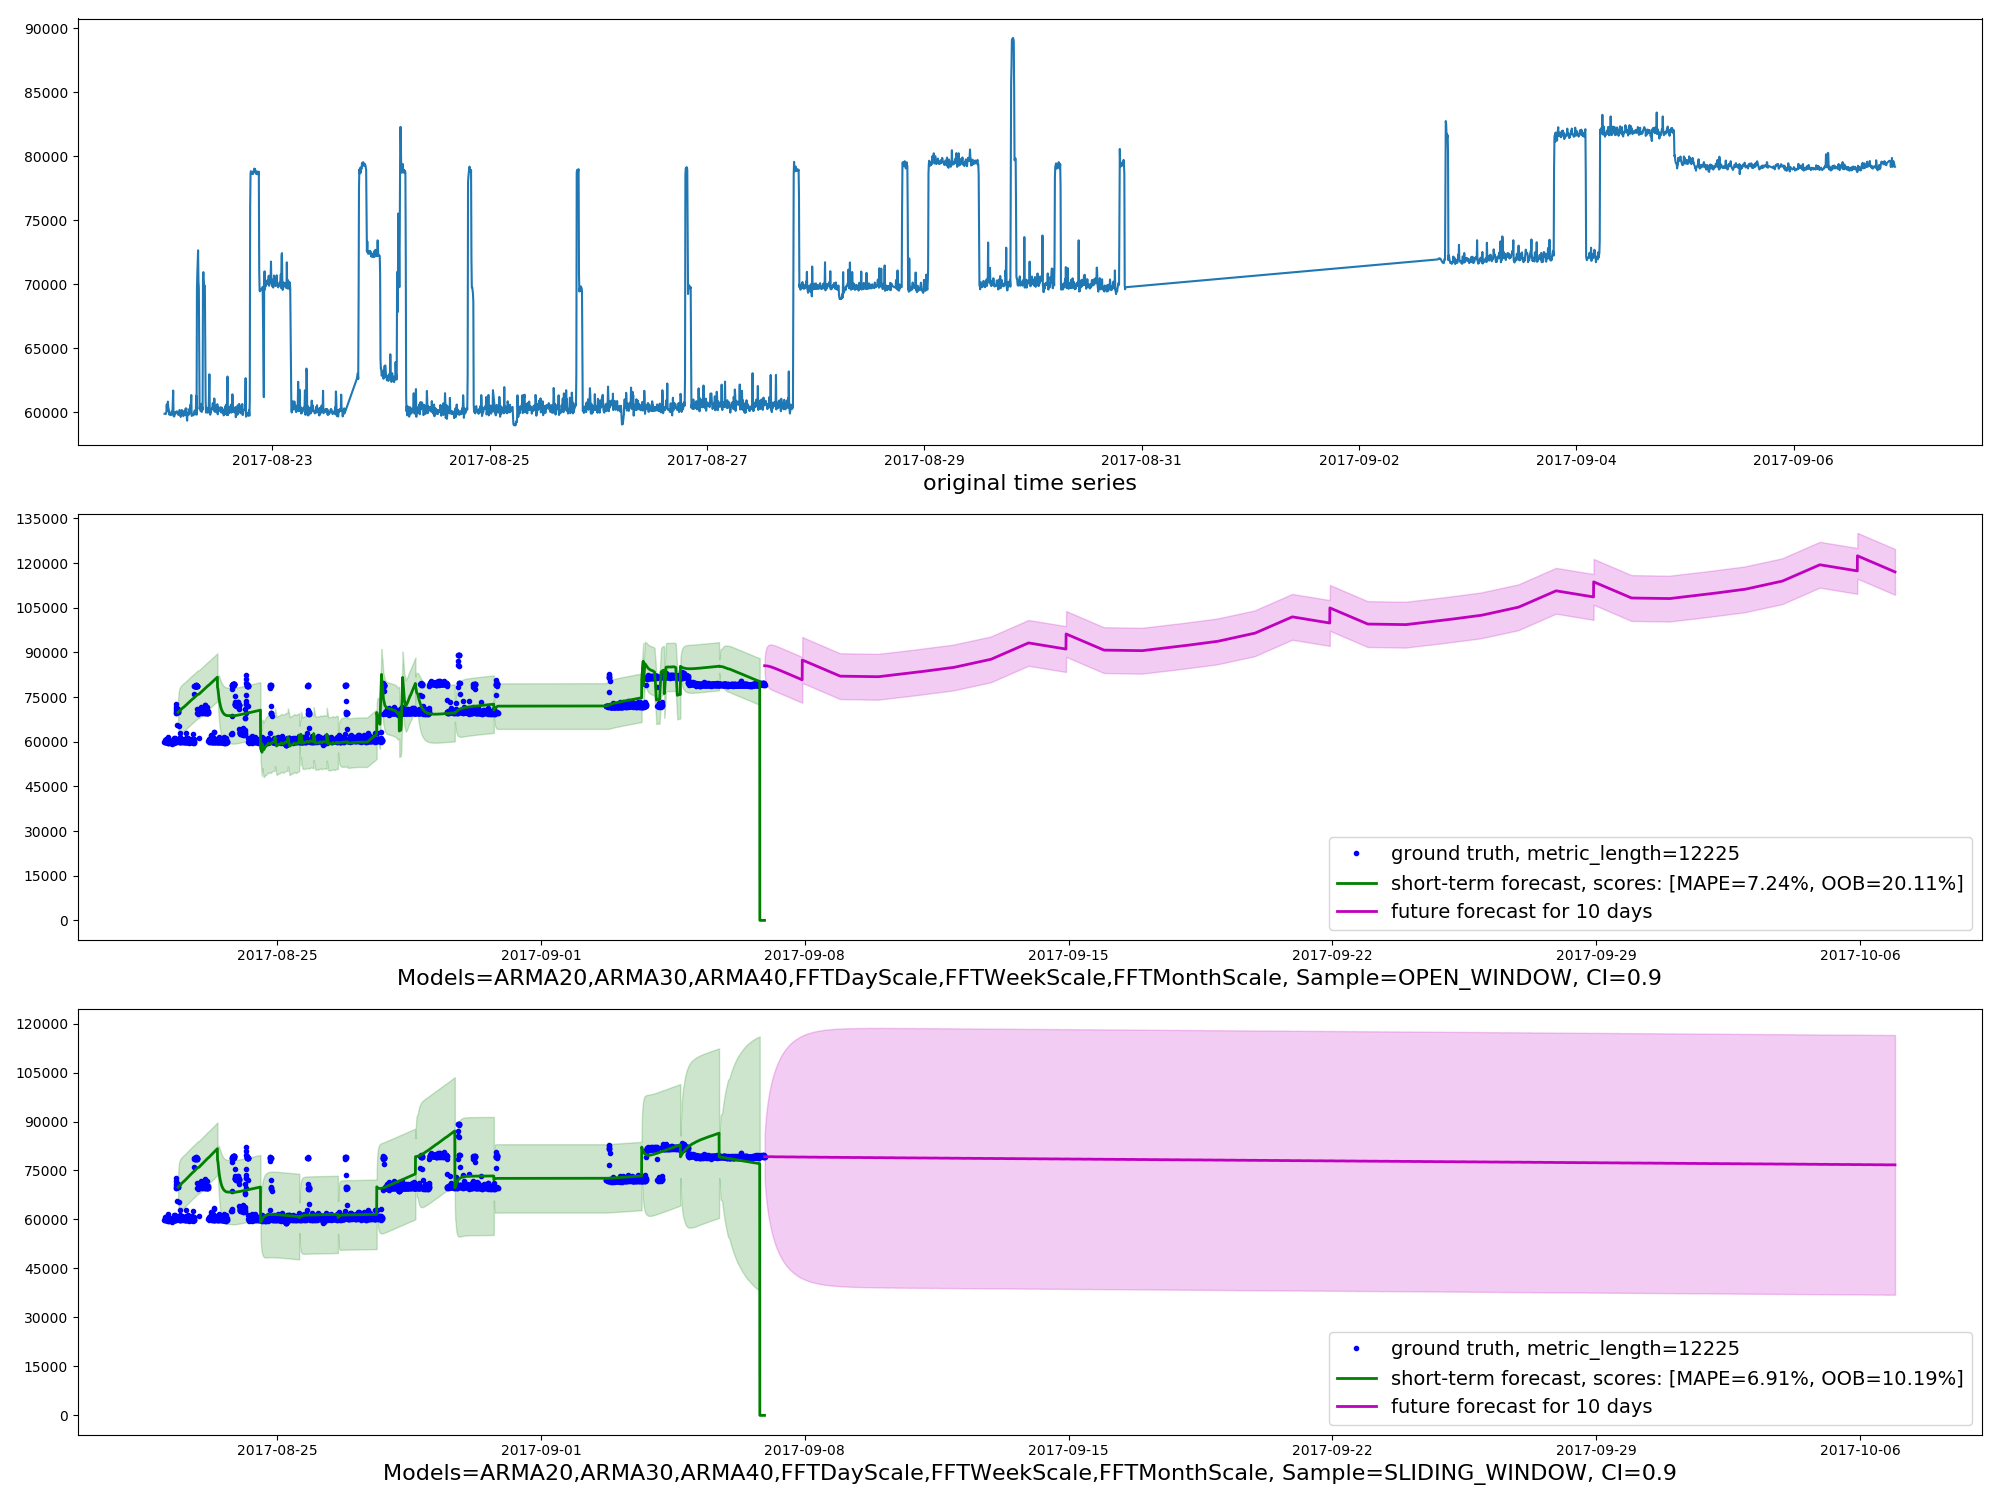 90000
85000
80000
75000
70000
65000
60000
2017-08-23 2017-08-25 2017-08-27 2017-08-29 2017-08-31 2017-09-02 2017-09-04 2017-09-06
original time series
135000
120000
105000
90000
75000
60000
45000
30000
15000
0
ground truth, metric_length=12225
short-term forecast, scores: [MAPE=7.24%, OOB=20.11%]
future forecast for 10 days
2017-08-25 2017-09-01 2017-09-08 2017-09-15 2017-09-22 2017-09-29 2017-10-06
Models=ARMA20,ARMA30,ARMA40,FFTDayScale,FFTWeekScale,FFTMonthScale, Sample=OPEN_WINDOW, CI=0.9
120000
105000
90000
75000
60000
45000
30000
15000
0
ground truth, metric_length=12225
short-term forecast, scores: [MAPE=6.91%, OOB=10.19%]
future forecast for 10 days
2017-08-25 2017-09-01 2017-09-08 2017-09-15 2017-09-22 2017-09-29 2017-10-06
Models=ARMA20,ARMA30,ARMA40,FFTDayScale,FFTWeekScale,FFTMonthScale, Sample=SLIDING_WINDOW, CI=0.9